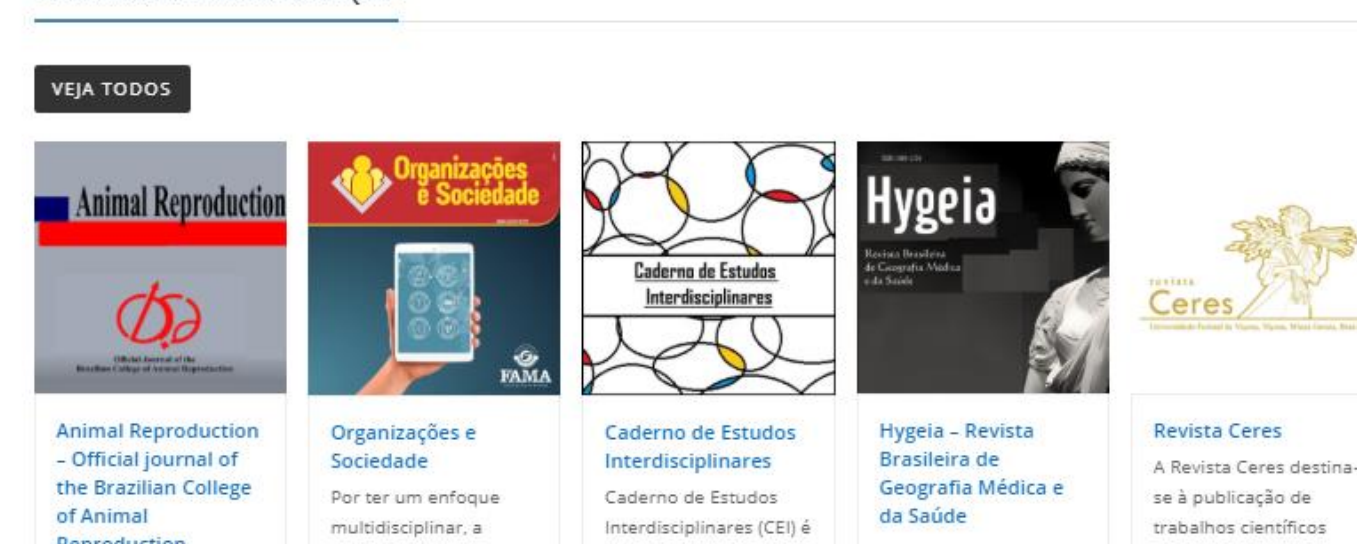 VEJA TODOS
Animal Reproduction
Official Journal of the
Brazilian College of Animal Reproduction
Organizações
e Sociedade
FAMA
Caderno de Estudos
Interdisciplinares
Hygeia
Revista Brasileira
de Geografia Médica
e da Saúde
revista
Ceres
Animal Reproduction
– Official journal of
the Brazilian College
of Animal
Reproduction
Organizações e
Sociedade
Por ter um enfoque
multidisciplinar, a
Caderno de Estudos
Interdisciplinares
Caderno de Estudos
Interdisciplinares (CEI) é
Hygeia – Revista
Brasileira de
Geografia Médica e
da Saúde
Revista Ceres
A Revista Ceres destina-
se à publicação de
trabalhos científicos